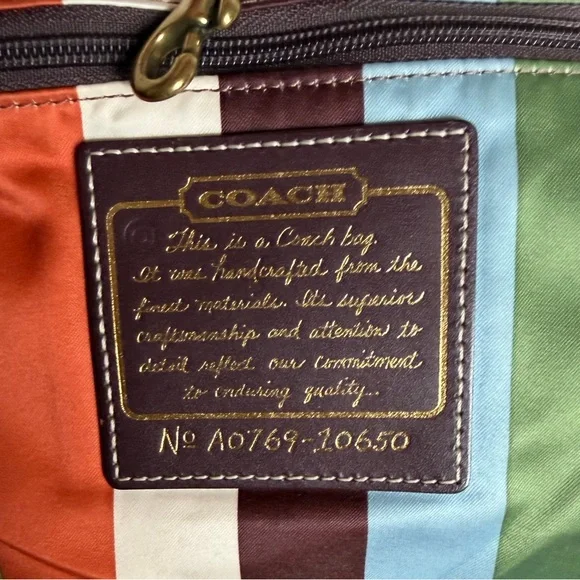 COACH
This is a Coach bag.
It was handcrafted from the
finest materials. Its superior
craftsmanship and attention to
detail reflect our commitment
to enduring quality...
No A0769-10650